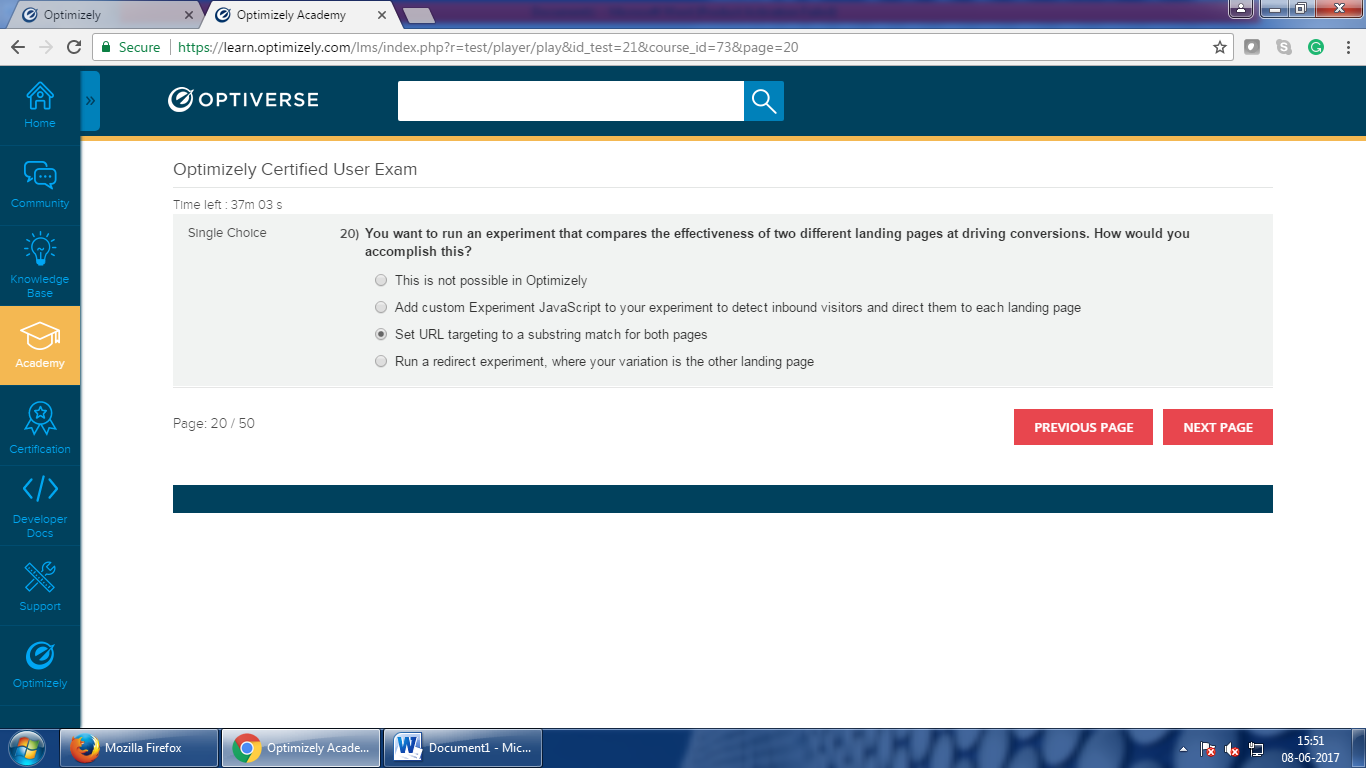 Optimizely
Optimizely Academy
Secure
https://learn.optimizely.com/lms/index.php?r=test/player/play&id_test=21&course_id=73&page=20
Home
Community
Knowledge
Base
Academy
Certification
Developer
Docs
Support
Optimizely
»
OPTIVERSE
Optimizely Certified User Exam
Time left : 37m 03 s
Single Choice
20) You want to run an experiment that compares the effectiveness of two different landing pages at driving conversions. How would you
accomplish this?
This is not possible in Optimizely
Add custom Experiment JavaScript to your experiment to detect inbound visitors and direct them to each landing page
Set URL targeting to a substring match for both pages
Run a redirect experiment, where your variation is the other landing page
Page: 20 / 50
PREVIOUS PAGE
NEXT PAGE
Mozilla Firefox
Optimizely Acade...
Document1 - Mic...
15:51
08-06-2017